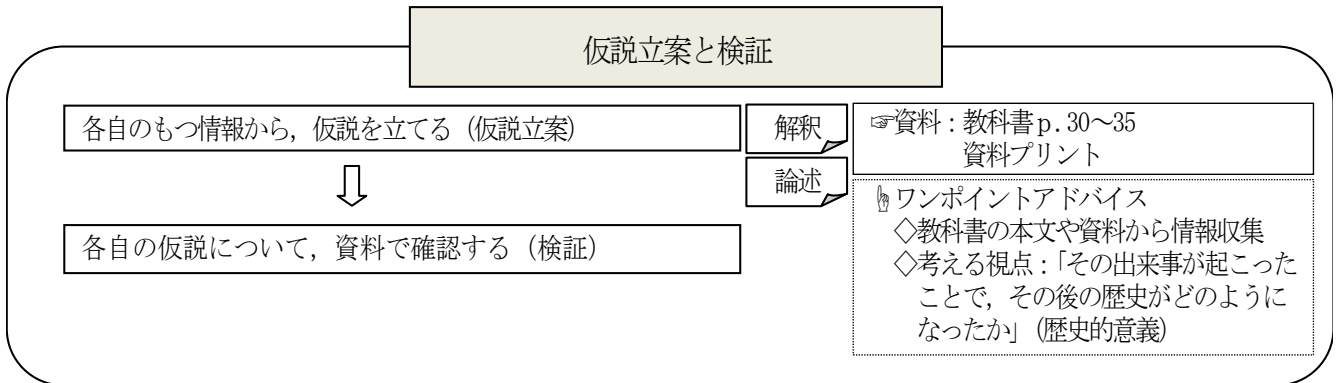 仮説立案と検証
各自のもつ情報から，仮説を立てる（仮説立案）
解釈
論述
☞資料：教科書p.30～35
資料プリント
⇩
各自の仮説について，資料で確認する（検証）
☝ワンポイントアドバイス
◇教科書の本文や資料から情報収集
◇考える視点：「その出来事が起こった
ことで，その後の歴史がどのように
なったか」（歴史的意義）